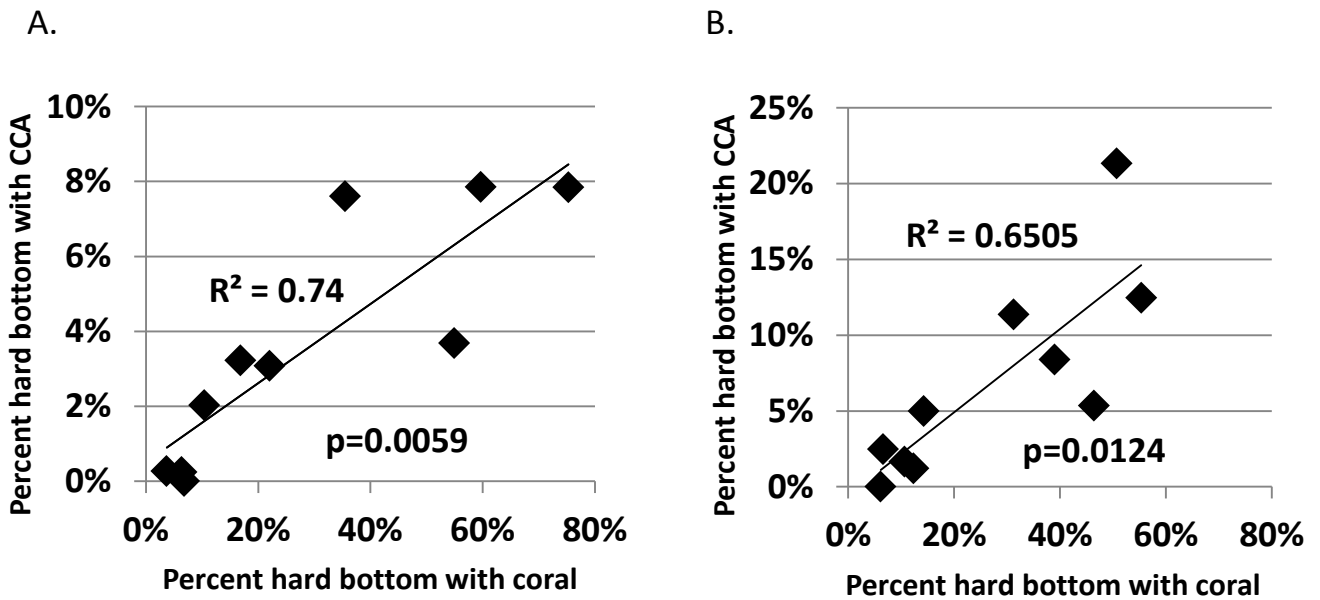 A.
Percent hard bottom with CCA
10%
8%
6%
4%
2%
0%
R² = 0.74
p=0.0059
0% 20% 40% 60% 80%
Percent hard bottom with coral
B.
Percent hard bottom with CCA
25%
20%
15%
10%
5%
0%
R² = 0.6505
p=0.0124
0% 20% 40% 60% 80%
Percent hard bottom with coral